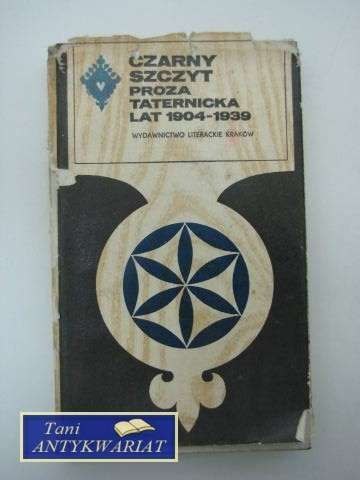 CZARNY
SZCZYT
PROZA
TATERNICKA
LAT 1904-1939
WYDAWNICTWO LITERACKIE KRAKÓW
Tani
ANTYKWARIAT